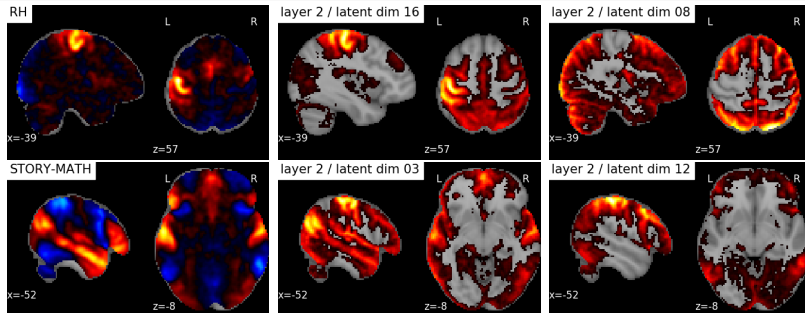 RH
L R
x=-39
z=57
layer 2 / latent dim 16
L R
x=-39
z=57
layer 2 / latent dim 08
L R
x=-39
z=57
STORY-MATH
L R
x=-52
z=-8
layer 2 / latent dim 03
L R
x=-52
z=-8
layer 2 / latent dim 12
L R
x=-52
z=-8